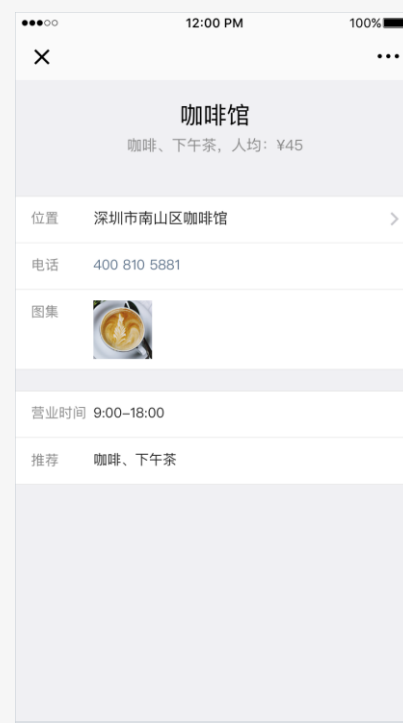 12:00 PM 100%
咖啡馆
咖啡、下午茶，人均：¥45
位置 深圳市南山区咖啡馆
电话 400 810 5881
图集
营业时间 9:00–18:00
推荐 咖啡、下午茶